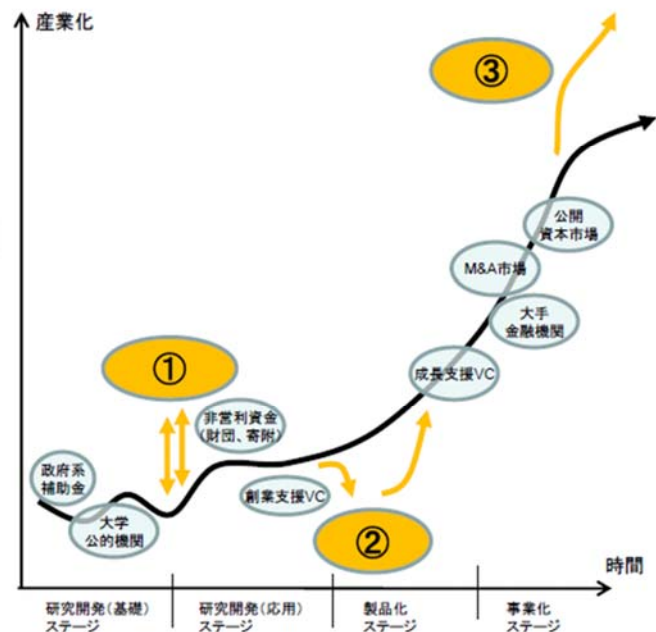 産業化
③
公開
資本市場
M&A市場
大手
金融機関
①
成長支援VC
非営利資金
(財団、寄附)
政府系
補助金
創業支援VC
大学
公的機関
②
時間
研究開発(基礎)
ステージ
研究開発(応用)
ステージ
製品化
ステージ
事業化
ステージ